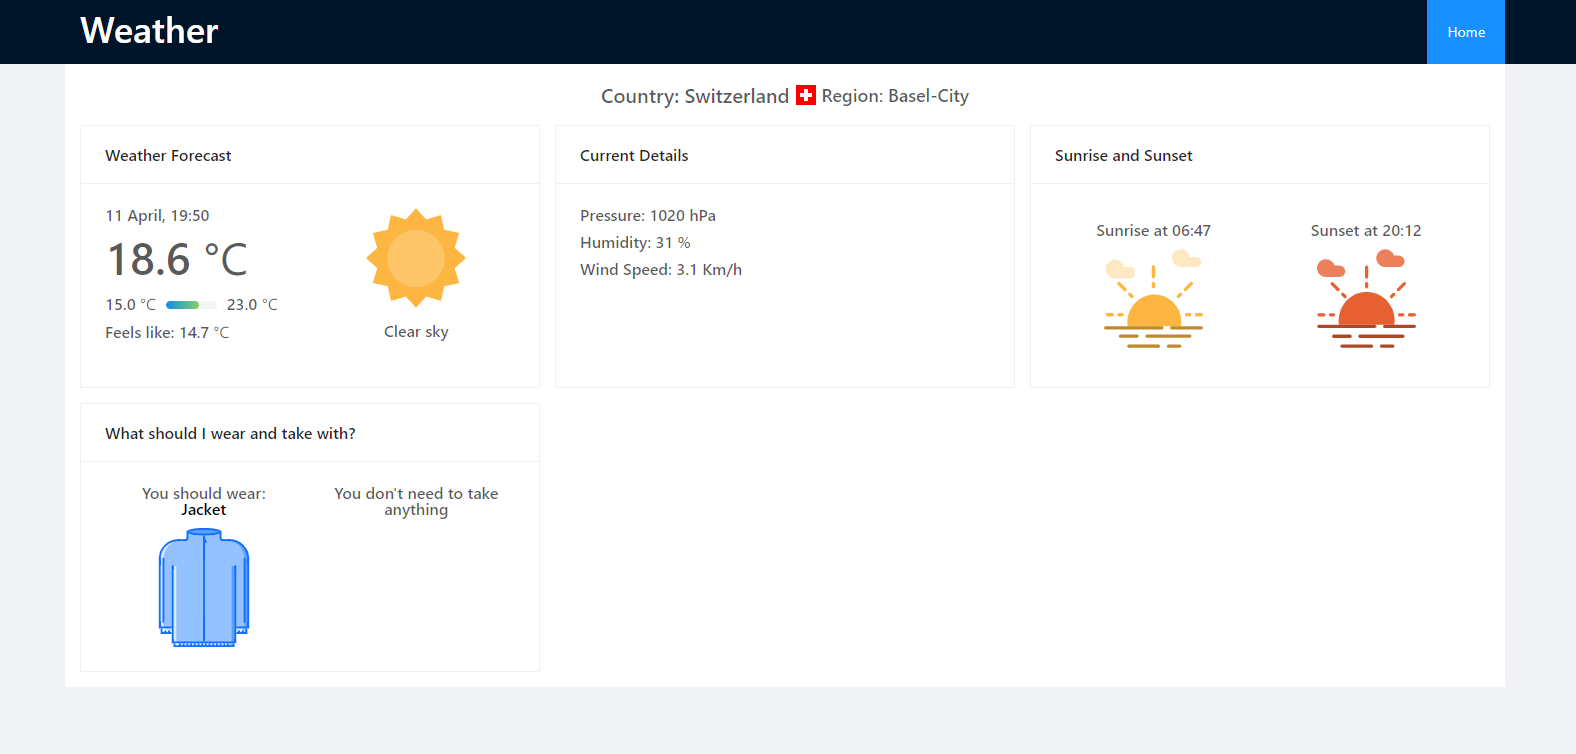 Weather
Home
Country: Switzerland Region: Basel-City
Weather Forecast
11 April, 19:50
18.6 °C
15.0 °C 23.0 °C
Feels like: 14.7 °C
Clear sky
Current Details
Pressure: 1020 hPa
Humidity: 31 %
Wind Speed: 3.1 Km/h
Sunrise and Sunset
Sunrise at 06:47
Sunset at 20:12
What should I wear and take with?
You should wear:
Jacket
You don't need to take
anything